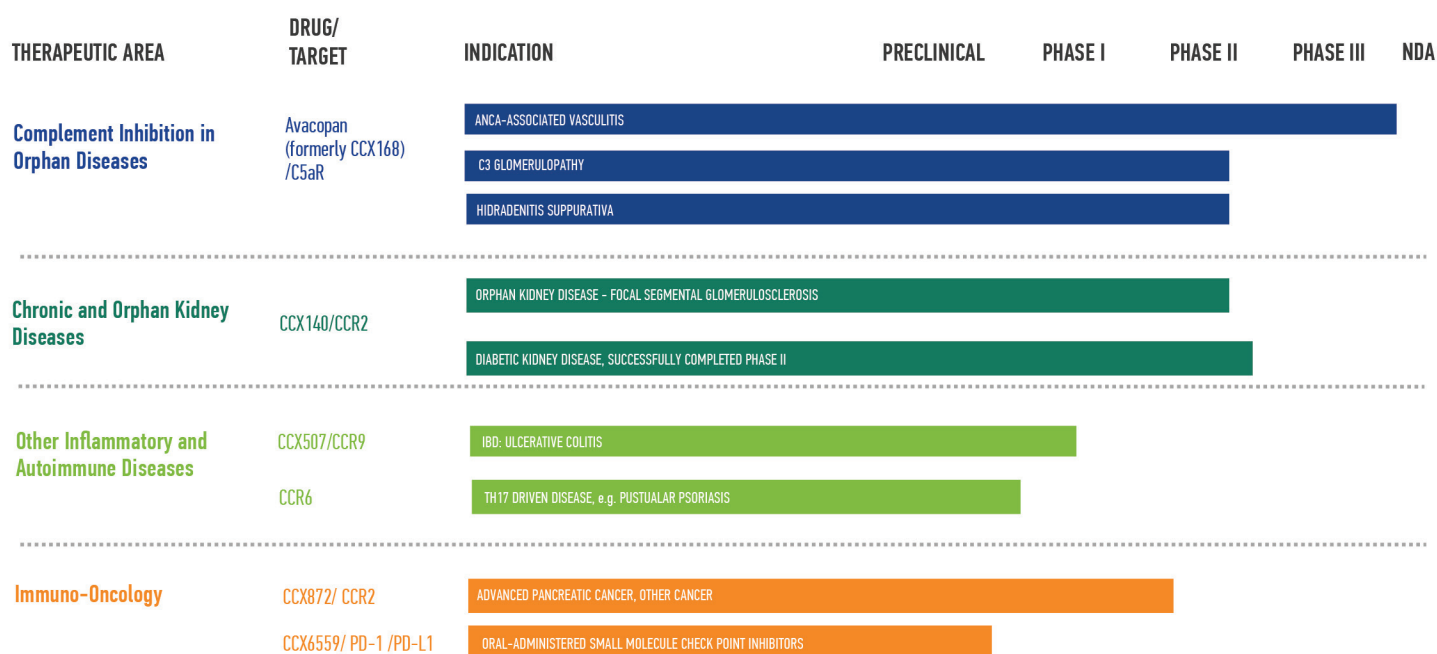 THERAPEUTIC AREA
DRUG/
TARGET
INDICATION
PRECLINICAL
PHASE I
PHASE II
PHASE III
NDA
Complement Inhibition in
Orphan Diseases
Avacopan
(formerly CCX168)
/C5aR
ANCA-ASSOCIATED VASCULITIS
C3 GLOMERULOPATHY
HIDRADENITIS SUPPURATIVA
Chronic and Orphan Kidney
Diseases
CCX140/CCR2
ORPHAN KIDNEY DISEASE - FOCAL SEGMENTAL GLOMERULOSCLEROSIS
DIABETIC KIDNEY DISEASE, SUCCESSFULLY COMPLETED PHASE II
Other Inflammatory and
Autoimmune Diseases
CCX507/CCR9
IBD: ULCERATIVE COLITIS
CCR6
TH17 DRIVEN DISEASE, e.g. PUSTUALAR PSORIASIS
Immuno-Oncology
CCX872/ CCR2
ADVANCED PANCREATIC CANCER, OTHER CANCER
CCX6559/ PD-1 /PD-L1
ORAL-ADMINISTERED SMALL MOLECULE CHECK POINT INHIBITORS